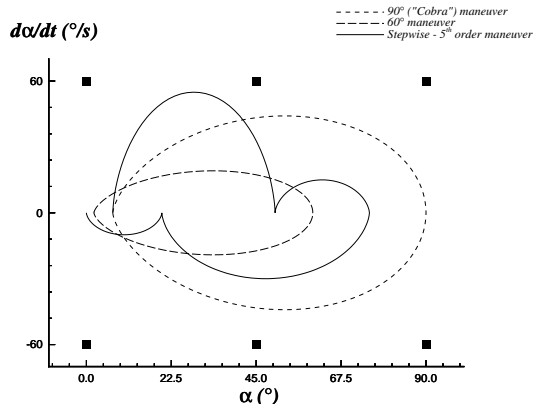 90° ("Cobra") maneuver
60° maneuver
Stepwise - 5th order maneuver
dα/dt (°/s)
60
0
-60
0.0 22.5 45.0 67.5 90.0
α (°)